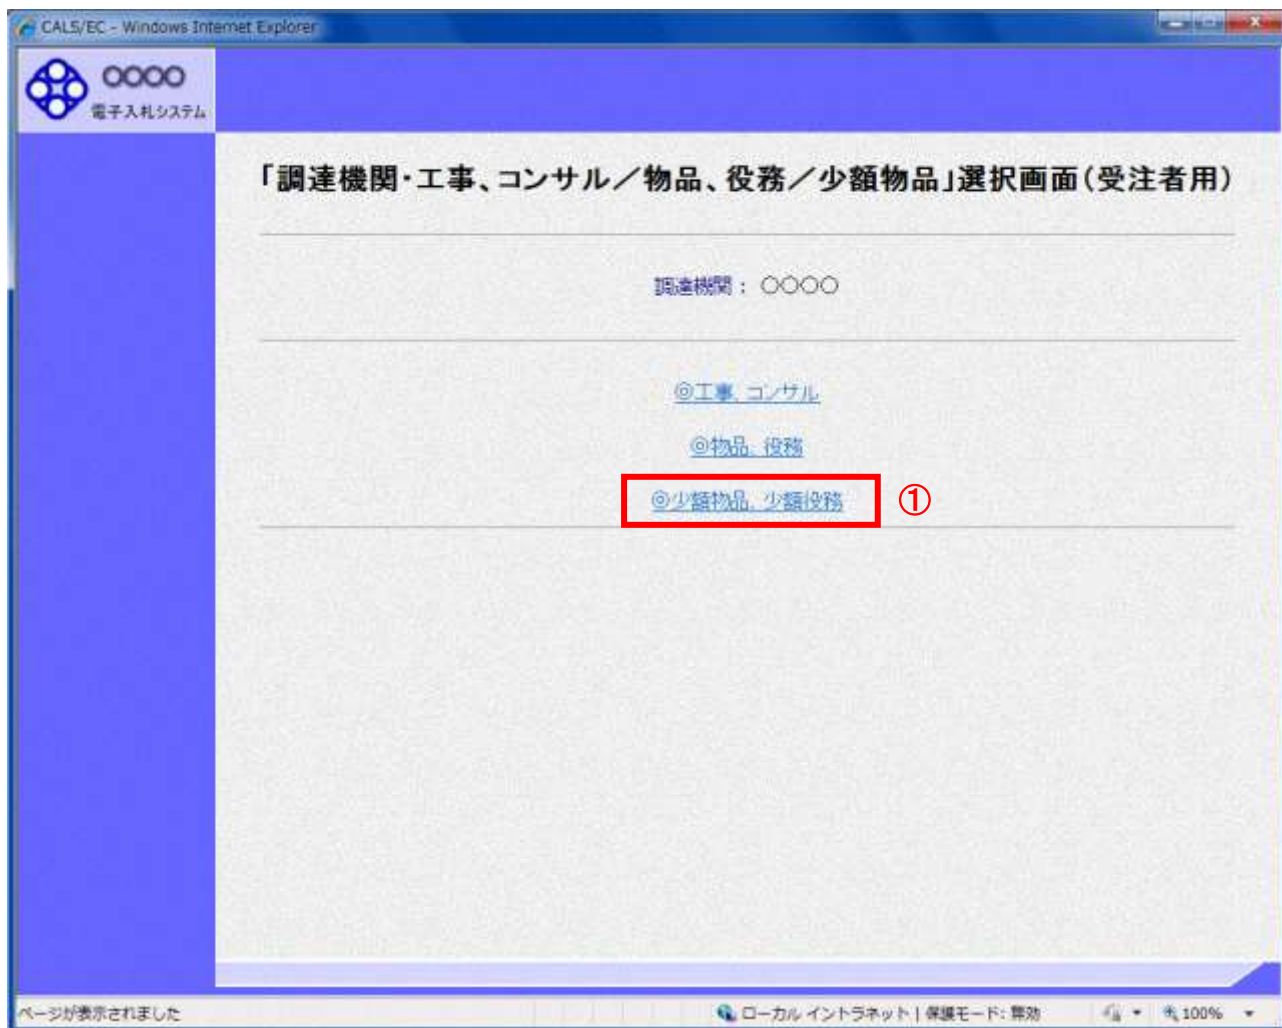 CALS/EC - Windows Internet Explorer
○○○○
電子入札システム
「調達機関・工事、コンサル／物品、役務／少額物品」選択画面（受注者用）
調達機関： ○○○○
◎工事、コンサル
◎物品、役務
◎少額物品、少額役務
①
ページが表示されました
ローカル イントラネット | 保護モード: 無効
100%